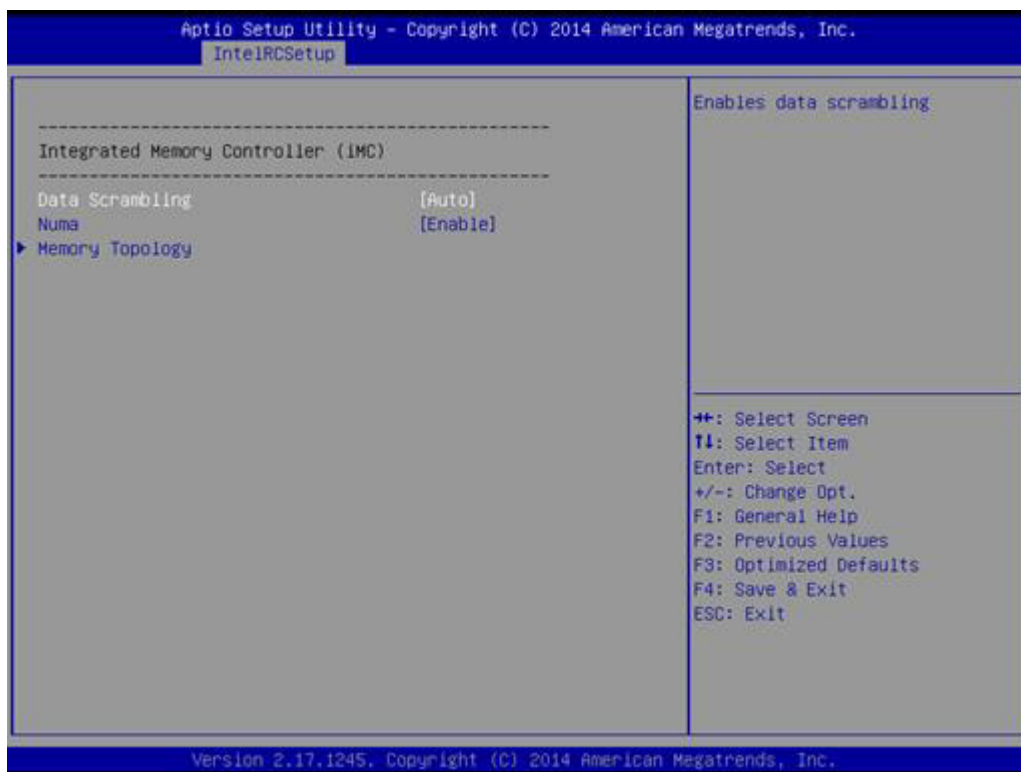 Aptio Setup Utility - Copyright (C) 2014 American Megatrends, Inc.
IntelRCSetup
--------------------------------------------------
Integrated Memory Controller (iMC)
--------------------------------------------------
Data Scrambling [Auto]
Numa [Enable]
Memory Topology
Enables data scrambling
→←: Select Screen
↑↓: Select Item
Enter: Select
+/-: Change Opt.
F1: General Help
F2: Previous Values
F3: Optimized Defaults
F4: Save & Exit
ESC: Exit
Version 2.17.1245. Copyright (C) 2014 American Megatrends, Inc.